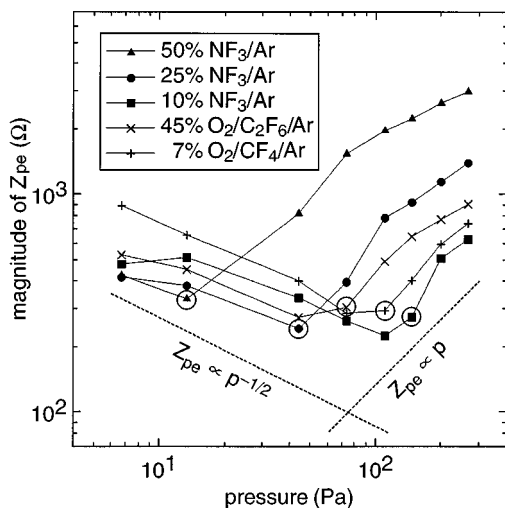 50% NF₃/Ar
25% NF₃/Ar
10% NF₃/Ar
45% O₂/C₂F₆/Ar
7% O₂/CF₄/Ar
magnitude of Zₚₑ (Ω)
10³
10²
Zₚₑ ∝ p⁻¹/²
Zₚₑ ∝ p
10¹ 10²
pressure (Pa)